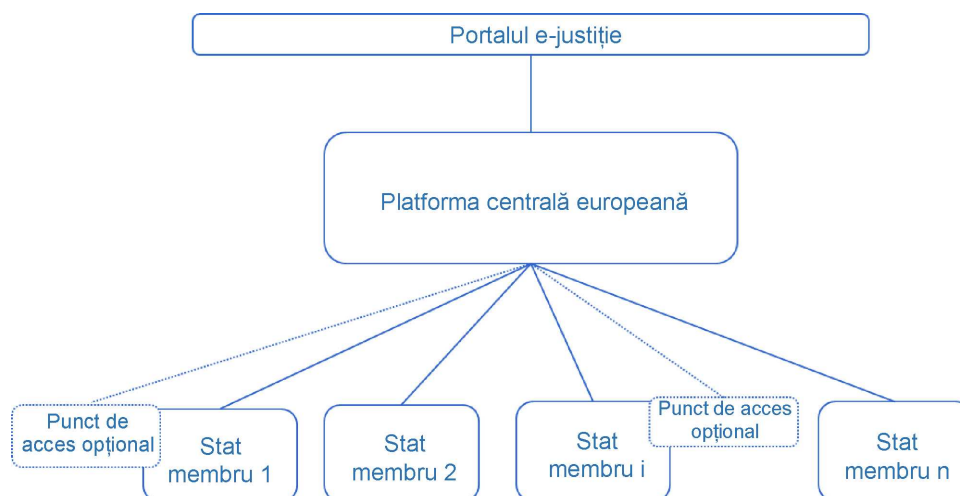 Portalul e-justiție
Platforma centrală europeană
Punct de
acces opțional
Stat
membru 1
Stat
membru 2
Stat
membru i
Punct de acces
opțional
Stat
membru n